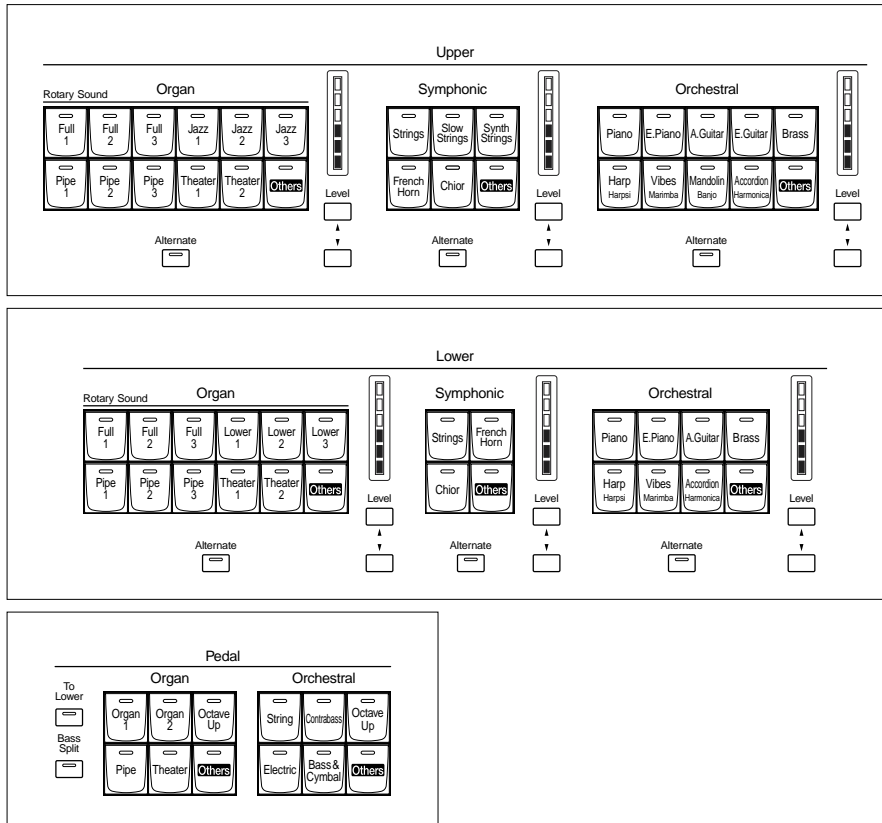 Upper
Rotary Sound Organ Symphonic Orchestral
Full 1 Full 2 Full 3 Jazz 1 Jazz 2 Jazz 3
Pipe 1 Pipe 2 Pipe 3 Theater 1 Theater 2 Others
Alternate
Level
Strings Slow Strings Synth Strings
French Horn Chior Others
Alternate
Level
Piano E.Piano A.Guitar E.Guitar Brass
Harp Harpsi Vibes Marimba Mandolin Banjo Accordion Harmonica Others
Alternate
Level
Lower
Rotary Sound Organ Symphonic Orchestral
Full 1 Full 2 Full 3 Lower 1 Lower 2 Lower 3
Pipe 1 Pipe 2 Pipe 3 Theater 1 Theater 2 Others
Alternate
Level
Strings French Horn
Chior Others
Alternate
Level
Piano E.Piano A.Guitar Brass
Harp Harpsi Vibes Marimba Accordion Harmonica Others
Alternate
Level
Pedal
Organ Orchestral
To Lower
Bass Split
Organ 1 Organ 2 Octave Up
Pipe Theater Others
String Contrabass Octave Up
Electric Bass & Cymbal Others